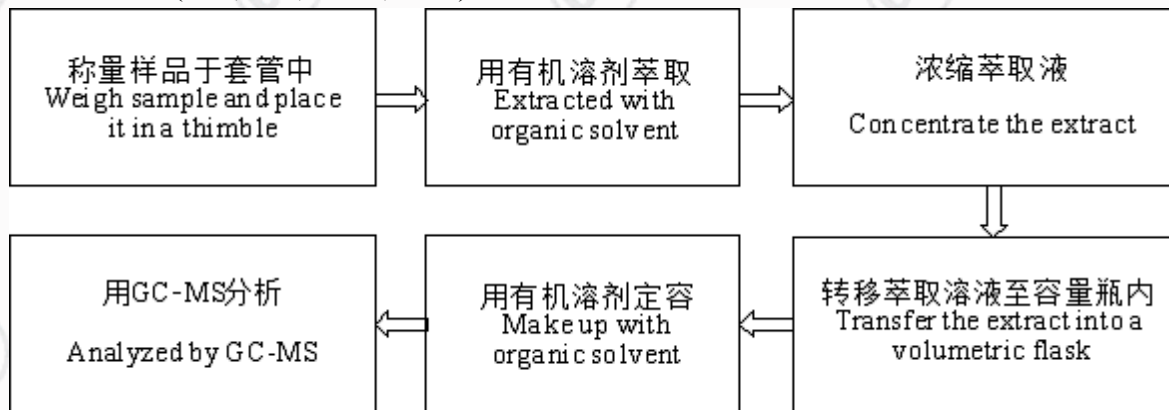 称量样品于套管中
Weigh sample and place
it in a thimble
用有机溶剂萃取
Extracted with
organic solvent
浓缩萃取液
Concentrate the extract
转移萃取溶液至容量瓶内
Transfer the extract into a
volumetric flask
用有机溶剂定容
Make up with
organic solvent
用GC-MS分析
Analyzed by GC-MS